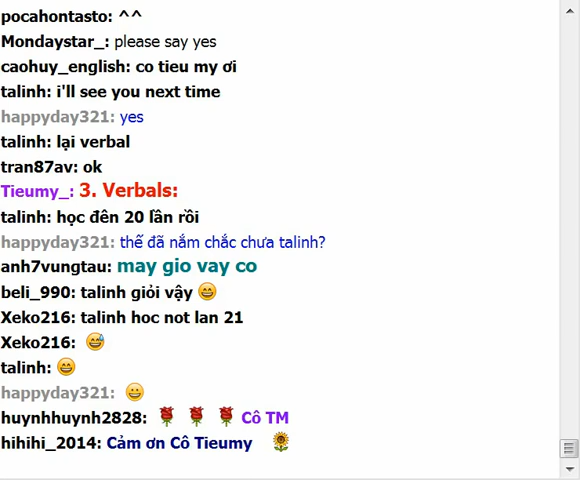 pocahontasto: ^^
Mondaystar_: please say yes
caohuy_english: co tieu my ơi
talinh: i'll see you next time
happyday321: yes
talinh: lại verbal
tran87av: ok
Tieumy_: 3. Verbals:
talinh: học đên 20 lần rồi
happyday321: thế đã nắm chắc chưa talinh?
anh7vungtau: may gio vay co
beli_990: talinh giỏi vậy 😄
Xeko216: talinh hoc not lan 21
Xeko216: 😅
talinh: 😄
happyday321: 😀
huynhhuynh2828: 🌹 🌹 🌹 Cô TM
hihihi_2014: Cảm ơn Cô Tieumy 🌻